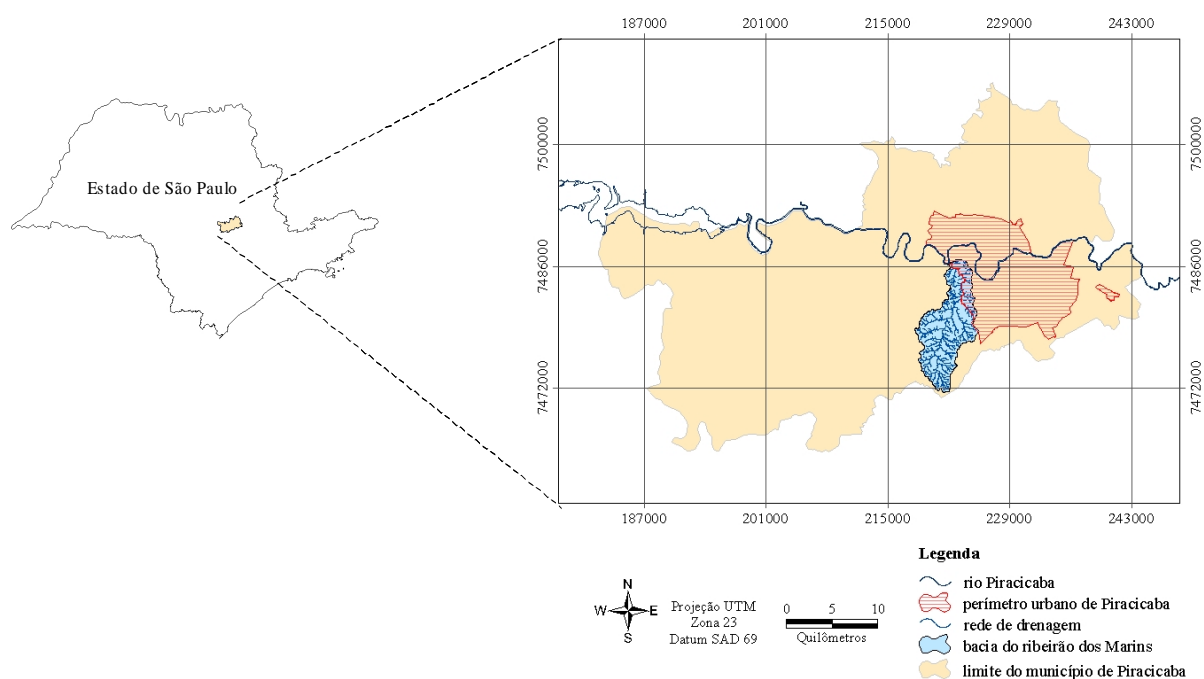 187000 201000 215000 229000 243000
7500000 7500000
Estado de São Paulo
7486000 7486000
7472000 7472000
187000 201000 215000 229000 243000
Legenda
rio Piracicaba
perímetro urbano de Piracicaba
rede de drenagem
bacia do ribeirão dos Marins
limite do município de Piracicaba
N
W E
S
Projeção UTM
Zona 23
Datum SAD 69
0 5 10
Quilômetros